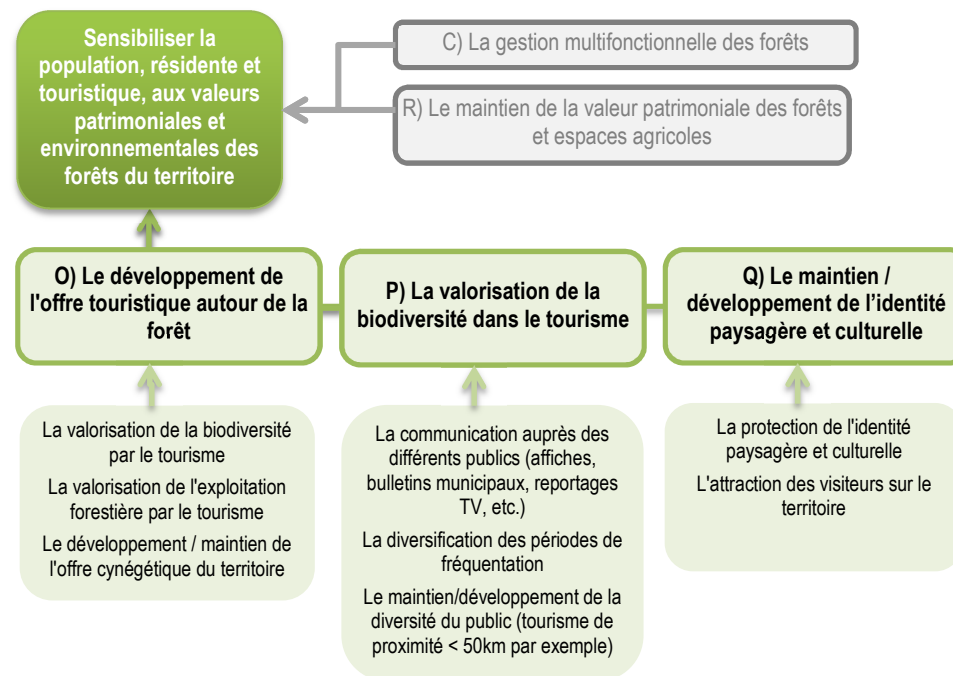 Sensibiliser la
population, résidente et
touristique, aux valeurs
patrimoniales et
environnementales des
forêts du territoire
C) La gestion multifonctionnelle des forêts
R) Le maintien de la valeur patrimoniale des forêts
et espaces agricoles
O) Le développement de
l'offre touristique autour de la
forêt
P) La valorisation de la
biodiversité dans le tourisme
Q) Le maintien /
développement de l’identité
paysagère et culturelle
La valorisation de la biodiversité
par le tourisme
La valorisation de l'exploitation
forestière par le tourisme
Le développement / maintien de
l'offre cynégétique du territoire
La communication auprès des
différents publics (affiches,
bulletins municipaux, reportages
TV, etc.)
La diversification des périodes de
fréquentation
Le maintien/développement de la
diversité du public (tourisme de
proximité < 50km par exemple)
La protection de l'identité
paysagère et culturelle
L'attraction des visiteurs sur le
territoire